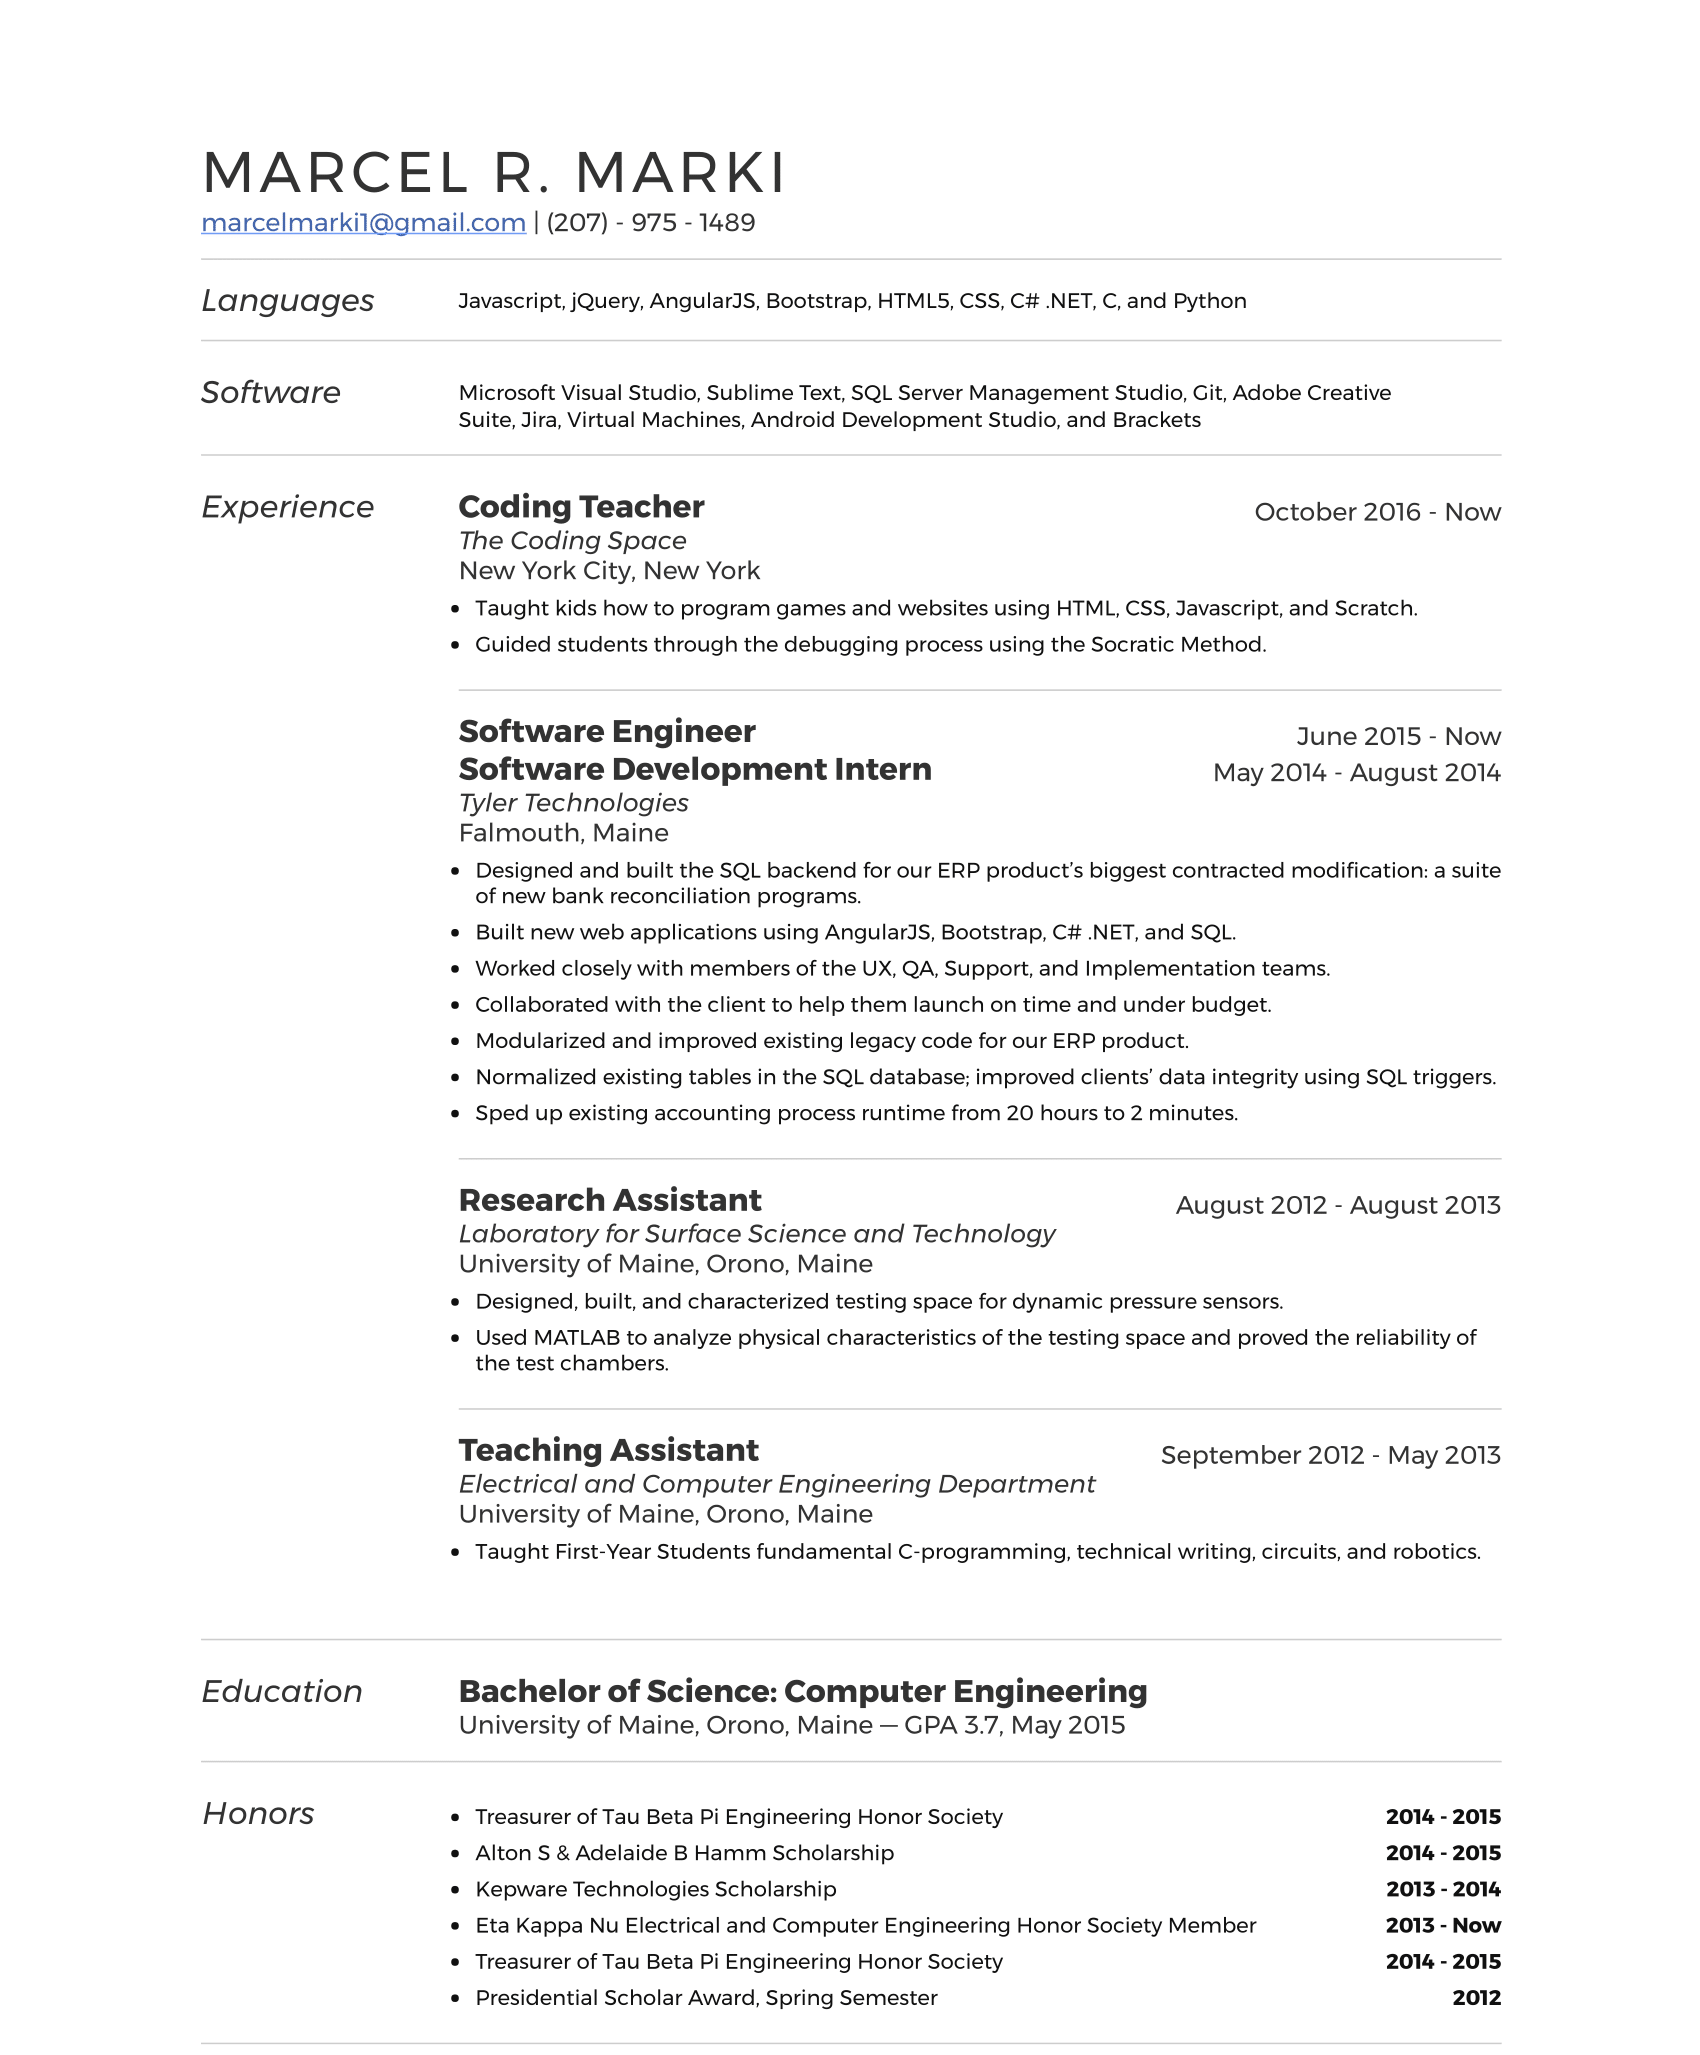 MARCEL R. MARKI
marcelmarki1@gmail.com | (207) - 975 - 1489
Languages
Javascript, jQuery, AngularJS, Bootstrap, HTML5, CSS, C# .NET, C, and Python
Software
Microsoft Visual Studio, Sublime Text, SQL Server Management Studio, Git, Adobe Creative
Suite, Jira, Virtual Machines, Android Development Studio, and Brackets
Experience
Coding Teacher October 2016 - Now
The Coding Space
New York City, New York
• Taught kids how to program games and websites using HTML, CSS, Javascript, and Scratch.
• Guided students through the debugging process using the Socratic Method.
Software Engineer June 2015 - Now
Software Development Intern May 2014 - August 2014
Tyler Technologies
Falmouth, Maine
• Designed and built the SQL backend for our ERP product’s biggest contracted modification: a suite
of new bank reconciliation programs.
• Built new web applications using AngularJS, Bootstrap, C# .NET, and SQL.
• Worked closely with members of the UX, QA, Support, and Implementation teams.
• Collaborated with the client to help them launch on time and under budget.
• Modularized and improved existing legacy code for our ERP product.
• Normalized existing tables in the SQL database; improved clients’ data integrity using SQL triggers.
• Sped up existing accounting process runtime from 20 hours to 2 minutes.
Research Assistant August 2012 - August 2013
Laboratory for Surface Science and Technology
University of Maine, Orono, Maine
• Designed, built, and characterized testing space for dynamic pressure sensors.
• Used MATLAB to analyze physical characteristics of the testing space and proved the reliability of
the test chambers.
Teaching Assistant September 2012 - May 2013
Electrical and Computer Engineering Department
University of Maine, Orono, Maine
• Taught First-Year Students fundamental C-programming, technical writing, circuits, and robotics.
Education
Bachelor of Science: Computer Engineering
University of Maine, Orono, Maine — GPA 3.7, May 2015
Honors
• Treasurer of Tau Beta Pi Engineering Honor Society 2014 - 2015
• Alton S & Adelaide B Hamm Scholarship 2014 - 2015
• Kepware Technologies Scholarship 2013 - 2014
• Eta Kappa Nu Electrical and Computer Engineering Honor Society Member 2013 - Now
• Treasurer of Tau Beta Pi Engineering Honor Society 2014 - 2015
• Presidential Scholar Award, Spring Semester 2012